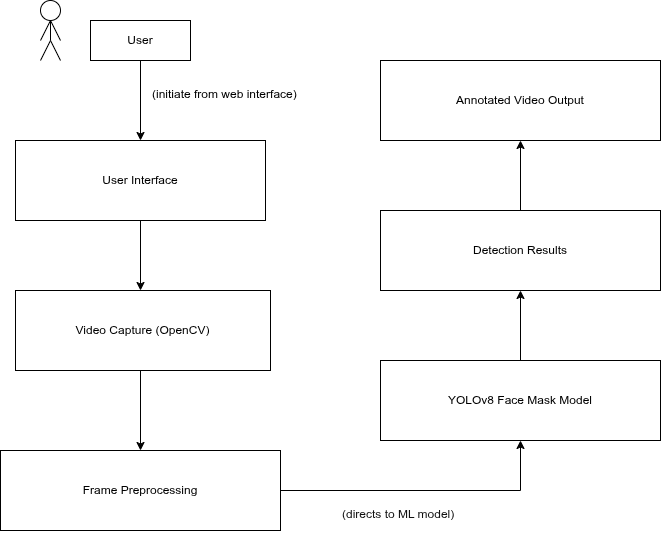 User
(initiate from web interface)
User Interface
Video Capture (OpenCV)
Frame Preprocessing
(directs to ML model)
YOLOv8 Face Mask Model
Detection Results
Annotated Video Output